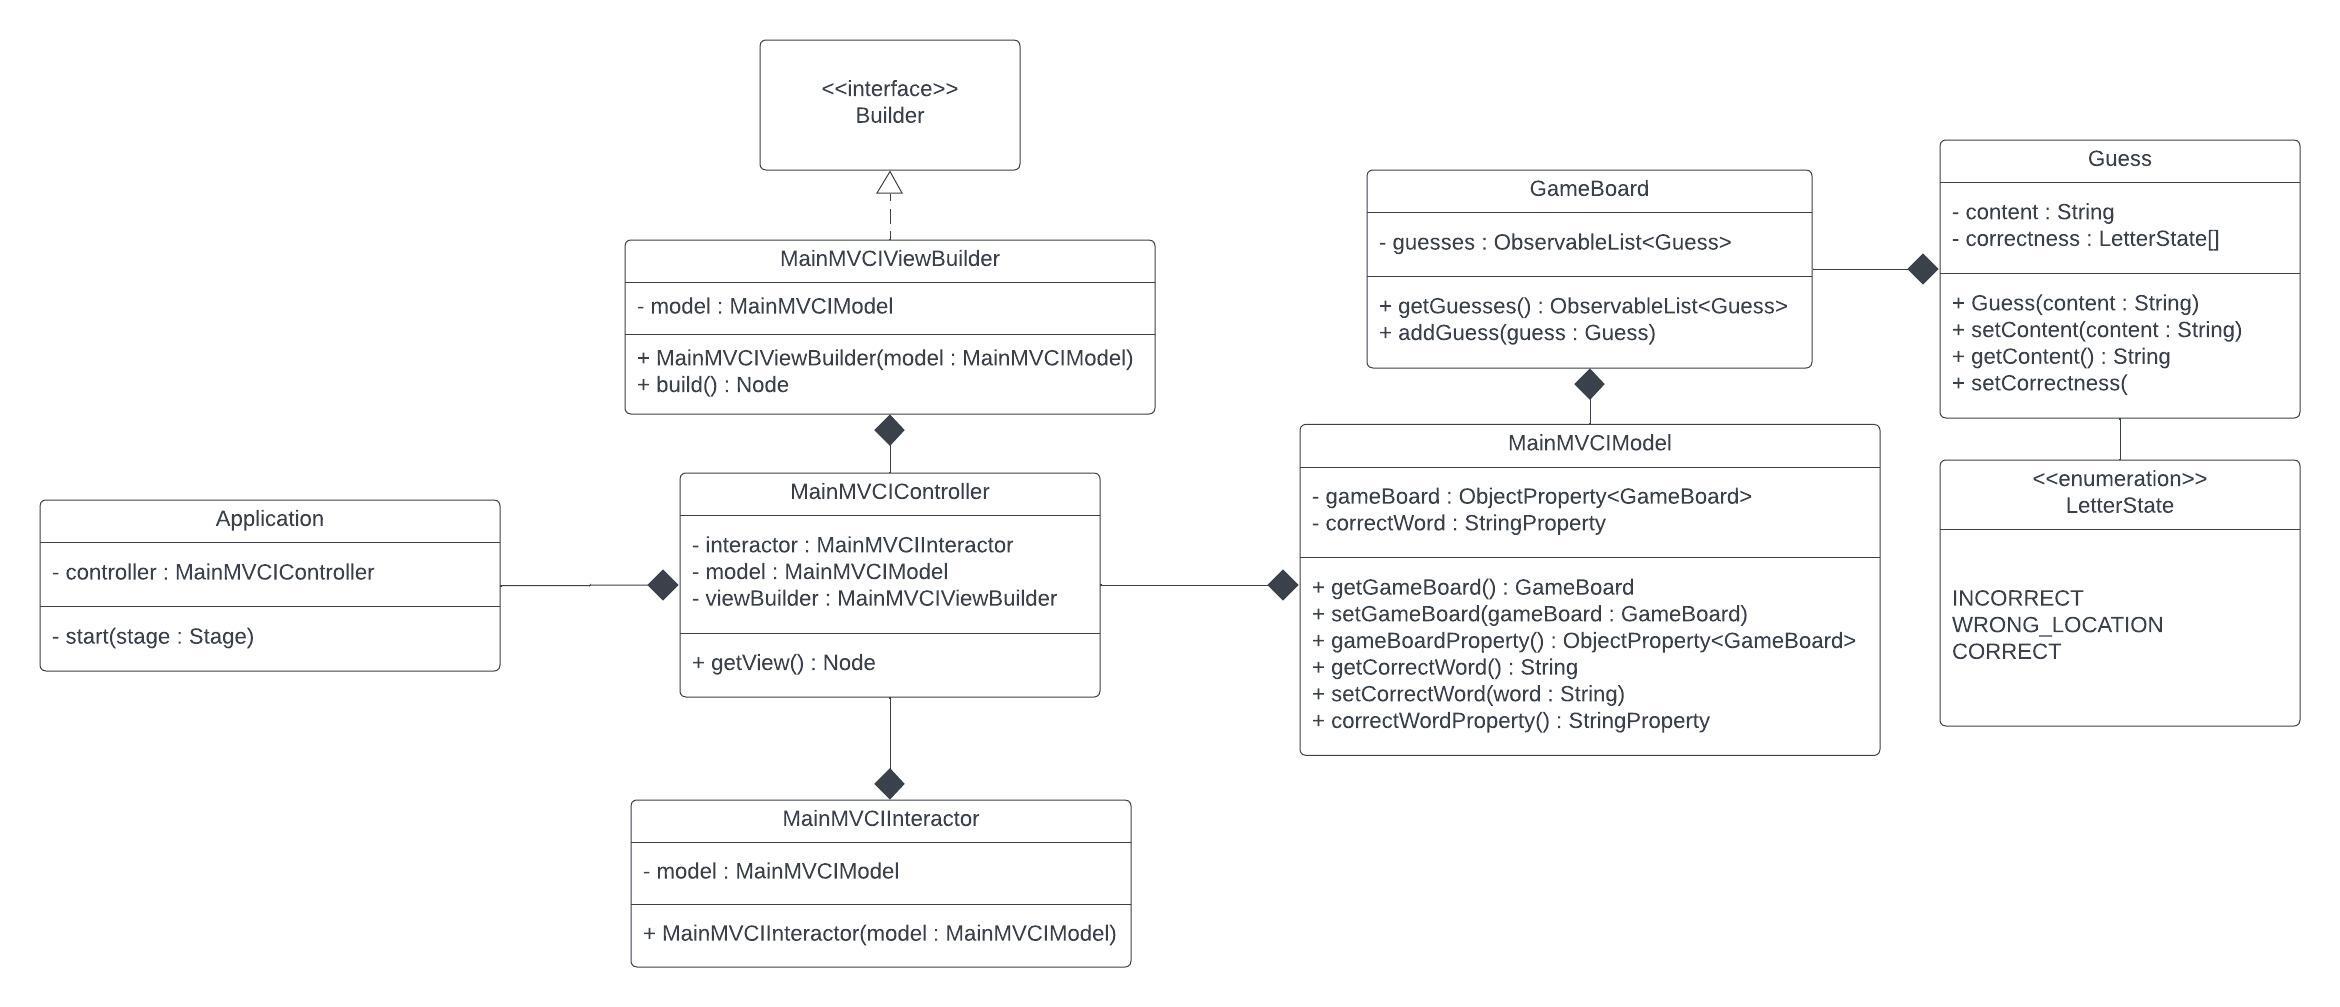 <<interface>>
Builder
MainMVCIViewBuilder
- model : MainMVCIModel
+ MainMVCIViewBuilder(model : MainMVCIModel)
+ build() : Node
Application
- controller : MainMVCIController
- start(stage : Stage)
MainMVCIController
- interactor : MainMVCIInteractor
- model : MainMVCIModel
- viewBuilder : MainMVCIViewBuilder
+ getView() : Node
MainMVCIInteractor
- model : MainMVCIModel
+ MainMVCIInteractor(model : MainMVCIModel)
GameBoard
- guesses : ObservableList<Guess>
+ getGuesses() : ObservableList<Guess>
+ addGuess(guess : Guess)
MainMVCIModel
- gameBoard : ObjectProperty<GameBoard>
- correctWord : StringProperty
+ getGameBoard() : GameBoard
+ setGameBoard(gameBoard : GameBoard)
+ gameBoardProperty() : ObjectProperty<GameBoard>
+ getCorrectWord() : String
+ setCorrectWord(word : String)
+ correctWordProperty() : StringProperty
Guess
- content : String
- correctness : LetterState[]
+ Guess(content : String)
+ setContent(content : String)
+ getContent() : String
+ setCorrectness(
<<enumeration>>
LetterState
INCORRECT
WRONG_LOCATION
CORRECT